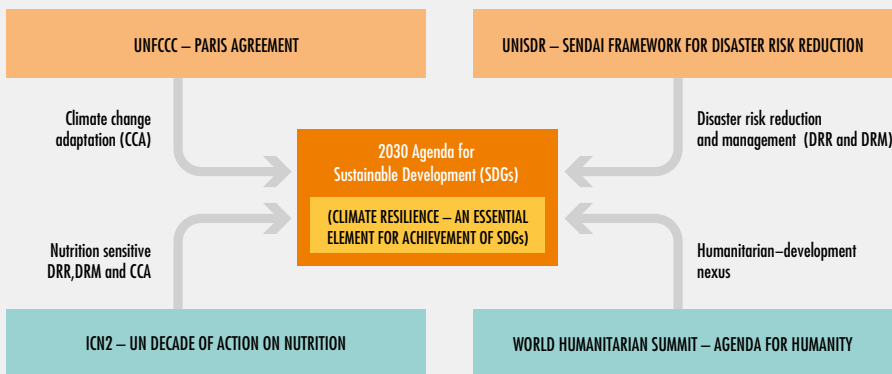 UNFCCC – PARIS AGREEMENT
UNISDR – SENDAI FRAMEWORK FOR DISASTER RISK REDUCTION
Climate change
adaptation (CCA)
Disaster risk reduction
and management (DRR and DRM)
2030 Agenda for
Sustainable Development (SDGs)
(CLIMATE RESILIENCE – AN ESSENTIAL
ELEMENT FOR ACHIEVEMENT OF SDGs)
Nutrition sensitive
DRR,DRM and CCA
Humanitarian–development
nexus
ICN2 – UN DECADE OF ACTION ON NUTRITION
WORLD HUMANITARIAN SUMMIT – AGENDA FOR HUMANITY